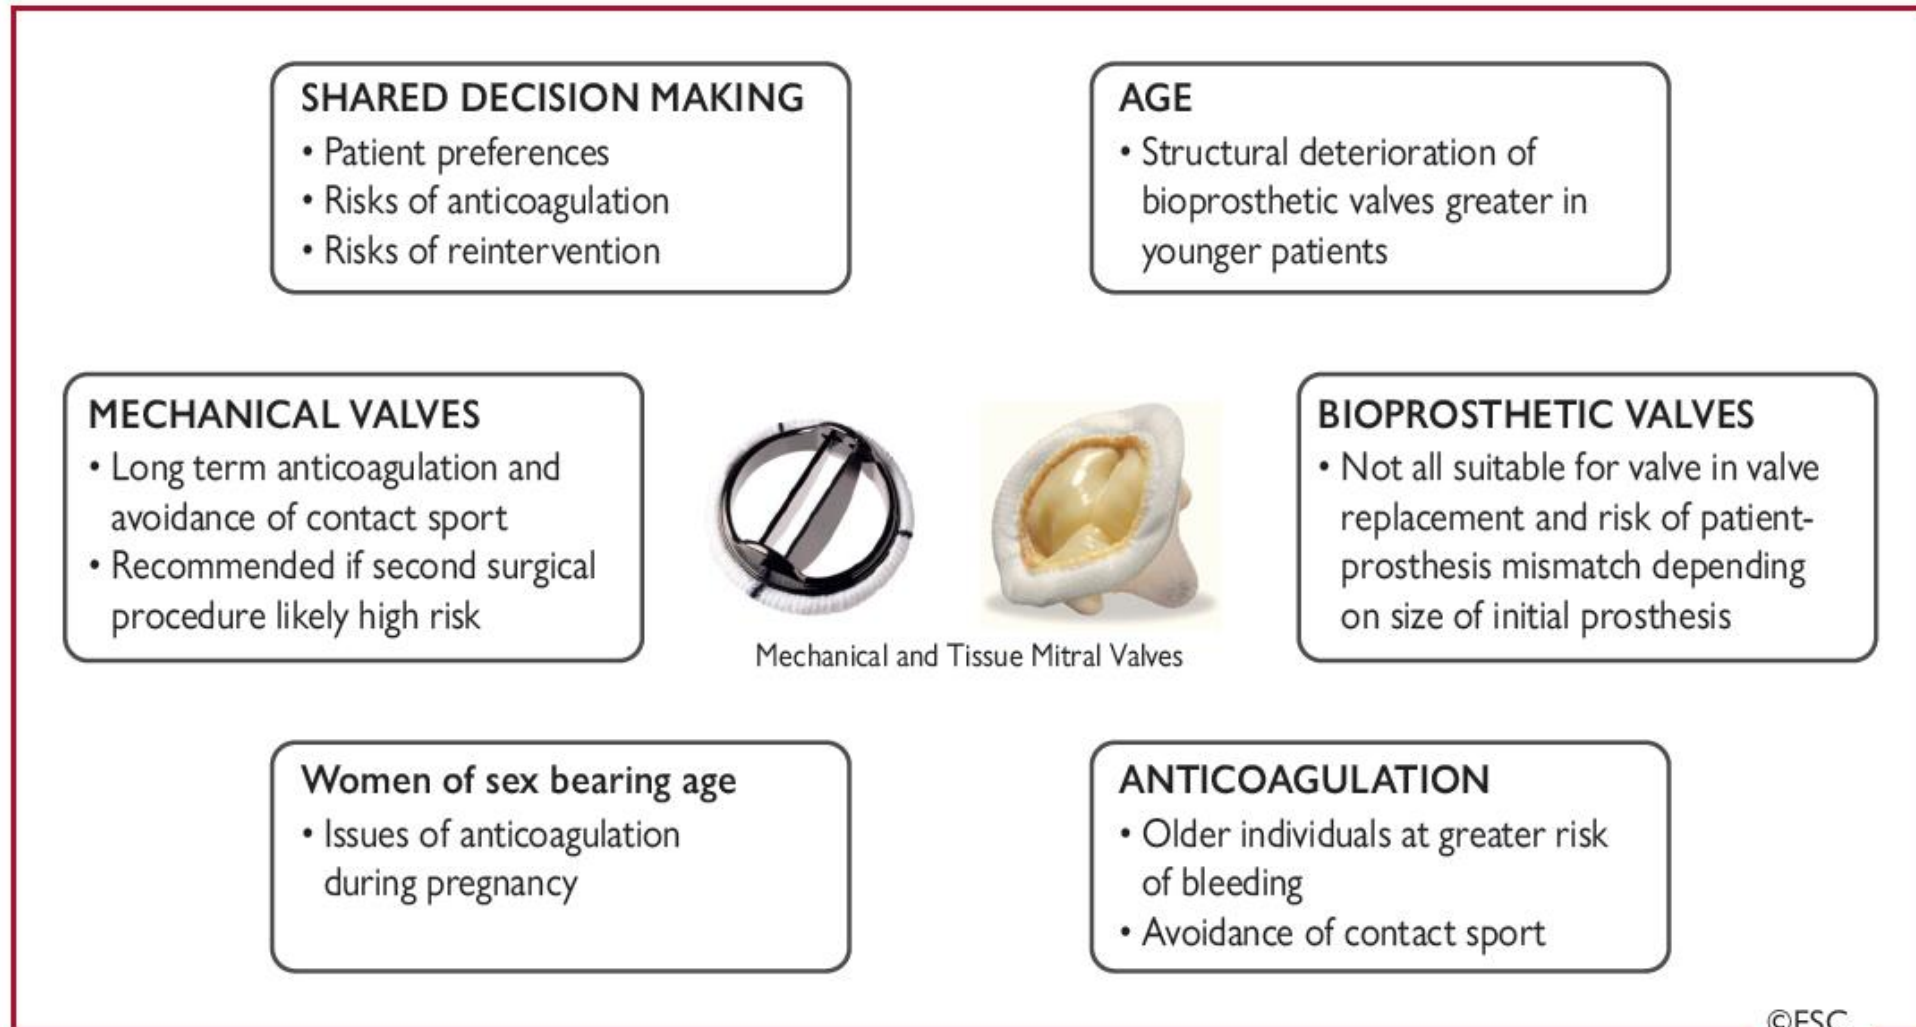 SHARED DECISION MAKING
• Patient preferences
• Risks of anticoagulation
• Risks of reintervention
AGE
• Structural deterioration of
bioprosthetic valves greater in
younger patients
MECHANICAL VALVES
• Long term anticoagulation and
avoidance of contact sport
• Recommended if second surgical
procedure likely high risk
Mechanical and Tissue Mitral Valves
BIOPROSTHETIC VALVES
• Not all suitable for valve in valve
replacement and risk of patient-
prosthesis mismatch depending
on size of initial prosthesis
Women of sex bearing age
• Issues of anticoagulation
during pregnancy
ANTICOAGULATION
• Older individuals at greater risk
of bleeding
• Avoidance of contact sport
©ESC